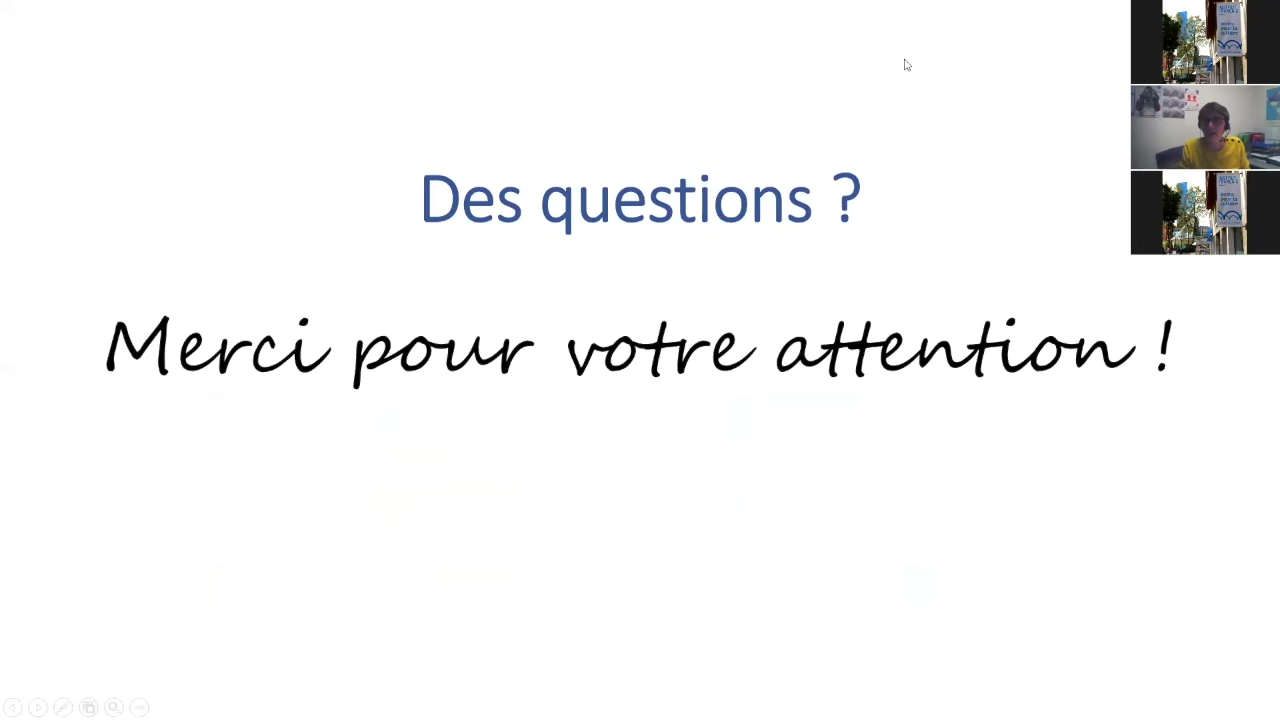 Des questions ?
Merci pour votre attention !